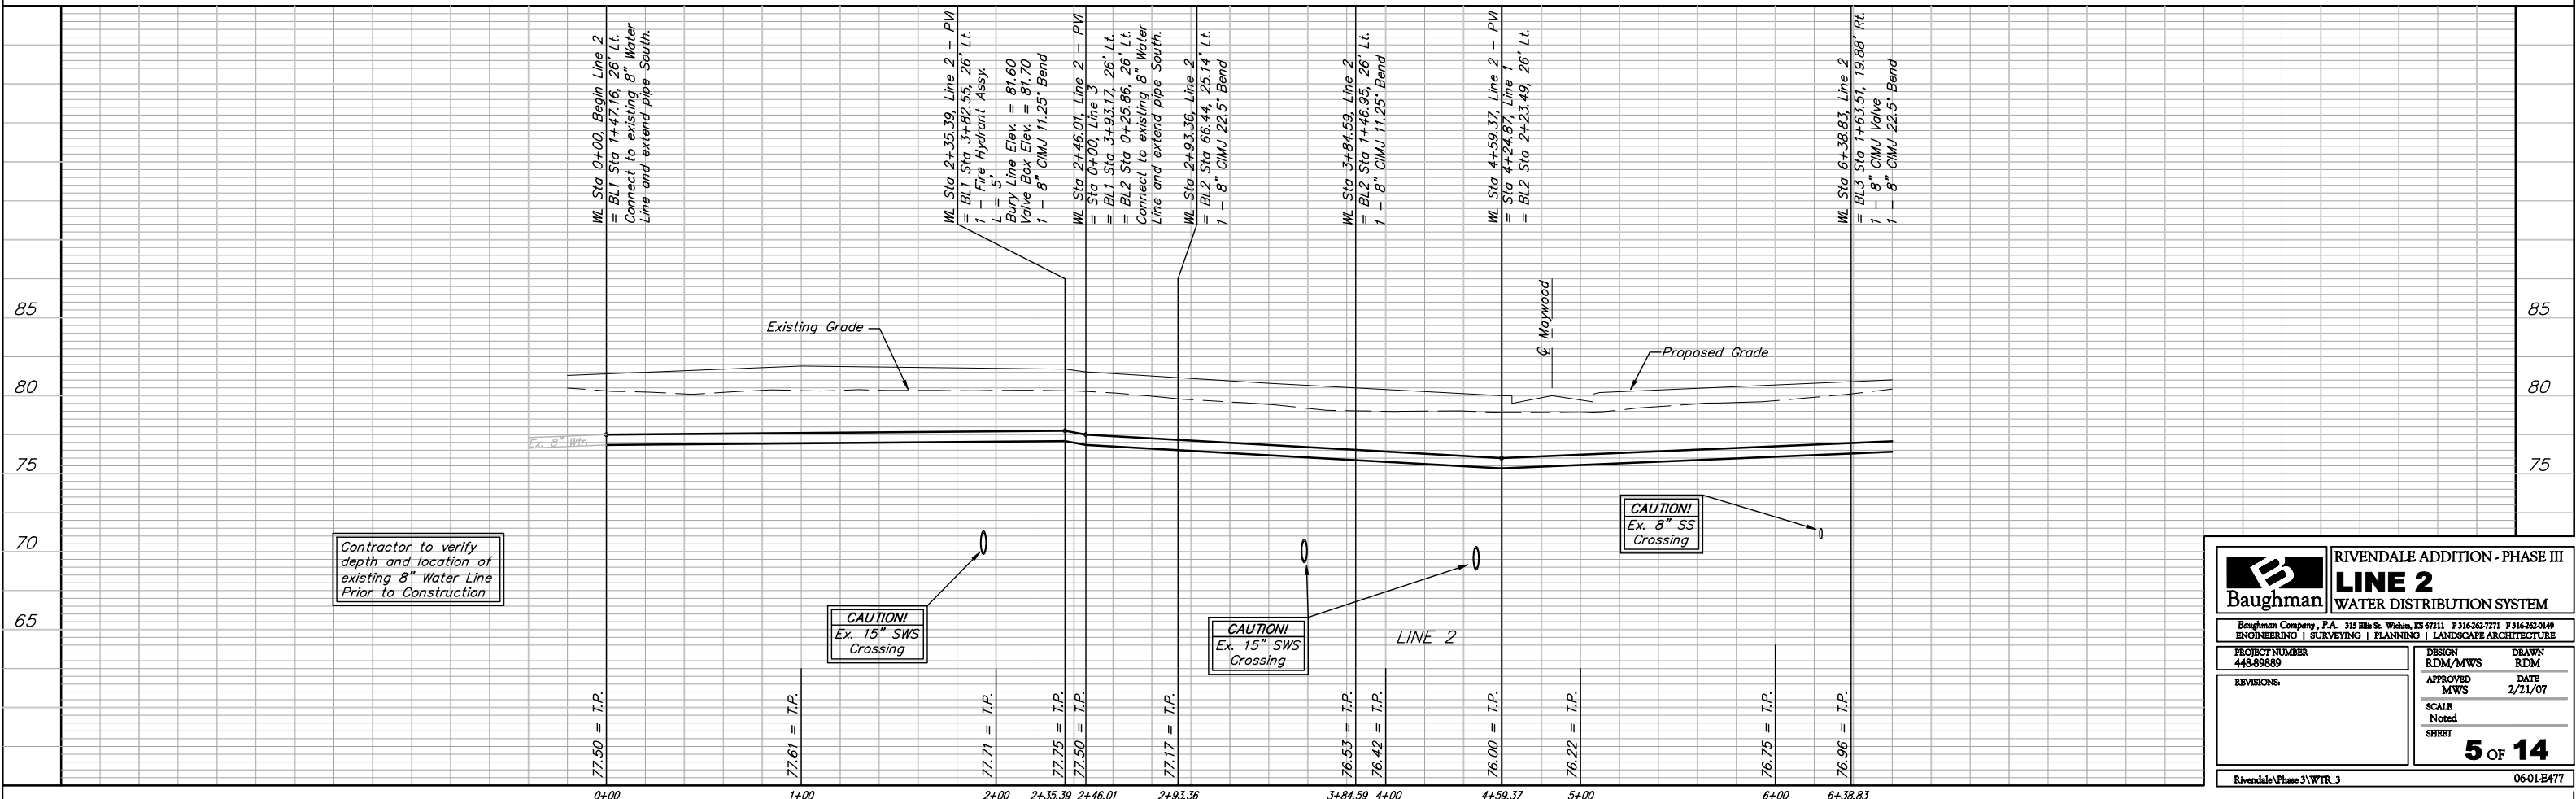 WL Sta 0+00, Begin Line 2
= BL1 Sta 1+47.16, 26' Lt.
Connect to existing 8" Water
Line and extend pipe South.
WL Sta 2+35.39, Line 2 - PVI
= BL1 Sta 3+82.55, 26' Lt.
1 - Fire Hydrant Assy.
L = 5'
Bury Line Elev. = 81.60
Valve Box Elev. = 81.70
1 - 8" CIMJ 11.25° Bend
WL Sta 2+46.01, Line 2 - PVI
= Sta 0+00, Line 3
= BL1 Sta 3+93.17, 26' Lt.
= BL2 Sta 0+25.86, 26' Lt.
Connect to existing 8" Water
Line and extend pipe South.
WL Sta 2+93.36, Line 2
= BL2 Sta 66.44, 25.14' Lt.
1 - 8" CIMJ 22.5° Bend
WL Sta 3+84.59, Line 2
= BL2 Sta 1+46.95, 26' Lt.
1 - 8" CIMJ 11.25° Bend
WL Sta 4+59.37, Line 2 - PVI
= Sta 4+24.87, Line 1
= BL2 Sta 2+23.49, 26' Lt.
WL Sta 6+38.83, Line 2
= BL3 Sta 1+63.51, 19.88' Rt.
1 - 8" CIMJ Valve
1 - 8" CIMJ 22.5° Bend
85
85
Existing Grade
℄ Maywood
Proposed Grade
80
80
Ex. 8" Wtr.
75
75
70
65
Contractor to verify
depth and location of
existing 8" Water Line
Prior to Construction
CAUTION!
Ex. 15" SWS
Crossing
CAUTION!
Ex. 15" SWS
Crossing
CAUTION!
Ex. 8" SS
Crossing
LINE 2
77.50 = T.P.
77.61 = T.P.
77.71 = T.P.
77.75 = T.P.
77.50 = T.P.
77.17 = T.P.
76.53 = T.P.
76.42 = T.P.
76.00 = T.P.
76.22 = T.P.
76.75 = T.P.
76.96 = T.P.
0+00 1+00 2+00 2+35.39 2+46.01 2+93.36 3+84.59 4+00 4+59.37 5+00 6+00 6+38.83
B
Baughman
RIVENDALE ADDITION - PHASE III
LINE 2
WATER DISTRIBUTION SYSTEM
Baughman Company, P.A. 315 Ellis St. Wichita, KS 67211 P 316-262-7271 F 316-262-0149
ENGINEERING | SURVEYING | PLANNING | LANDSCAPE ARCHITECTURE
PROJECT NUMBER
448-89889
REVISIONS:
DESIGN DRAWN
RDM/MWS RDM
APPROVED DATE
MWS 2/21/07
SCALE
Noted
SHEET
5 OF 14
Rivendale\Phase 3\WTR_3 06-01-E477